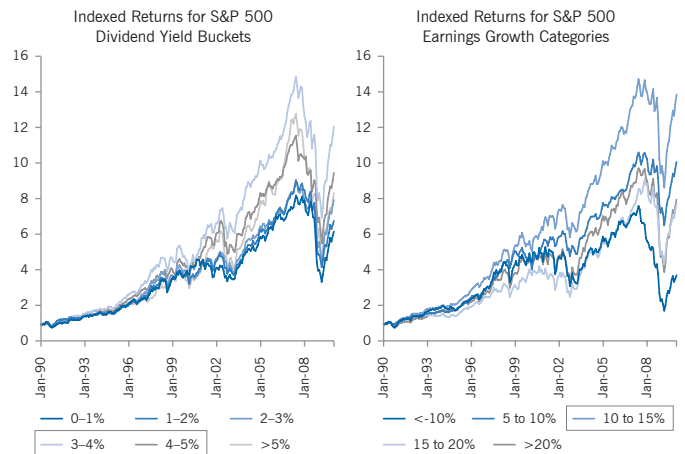 Indexed Returns for S&P 500
Dividend Yield Buckets
16
14
12
10
8
6
4
2
0
Jan-90
Jan-93
Jan-96
Jan-99
Jan-02
Jan-05
Jan-08
0–1%
1–2%
2–3%
3–4%
4–5%
>5%
Indexed Returns for S&P 500
Earnings Growth Categories
16
14
12
10
8
6
4
2
0
Jan-90
Jan-93
Jan-96
Jan-99
Jan-02
Jan-05
Jan-08
<-10%
5 to 10%
10 to 15%
15 to 20%
>20%